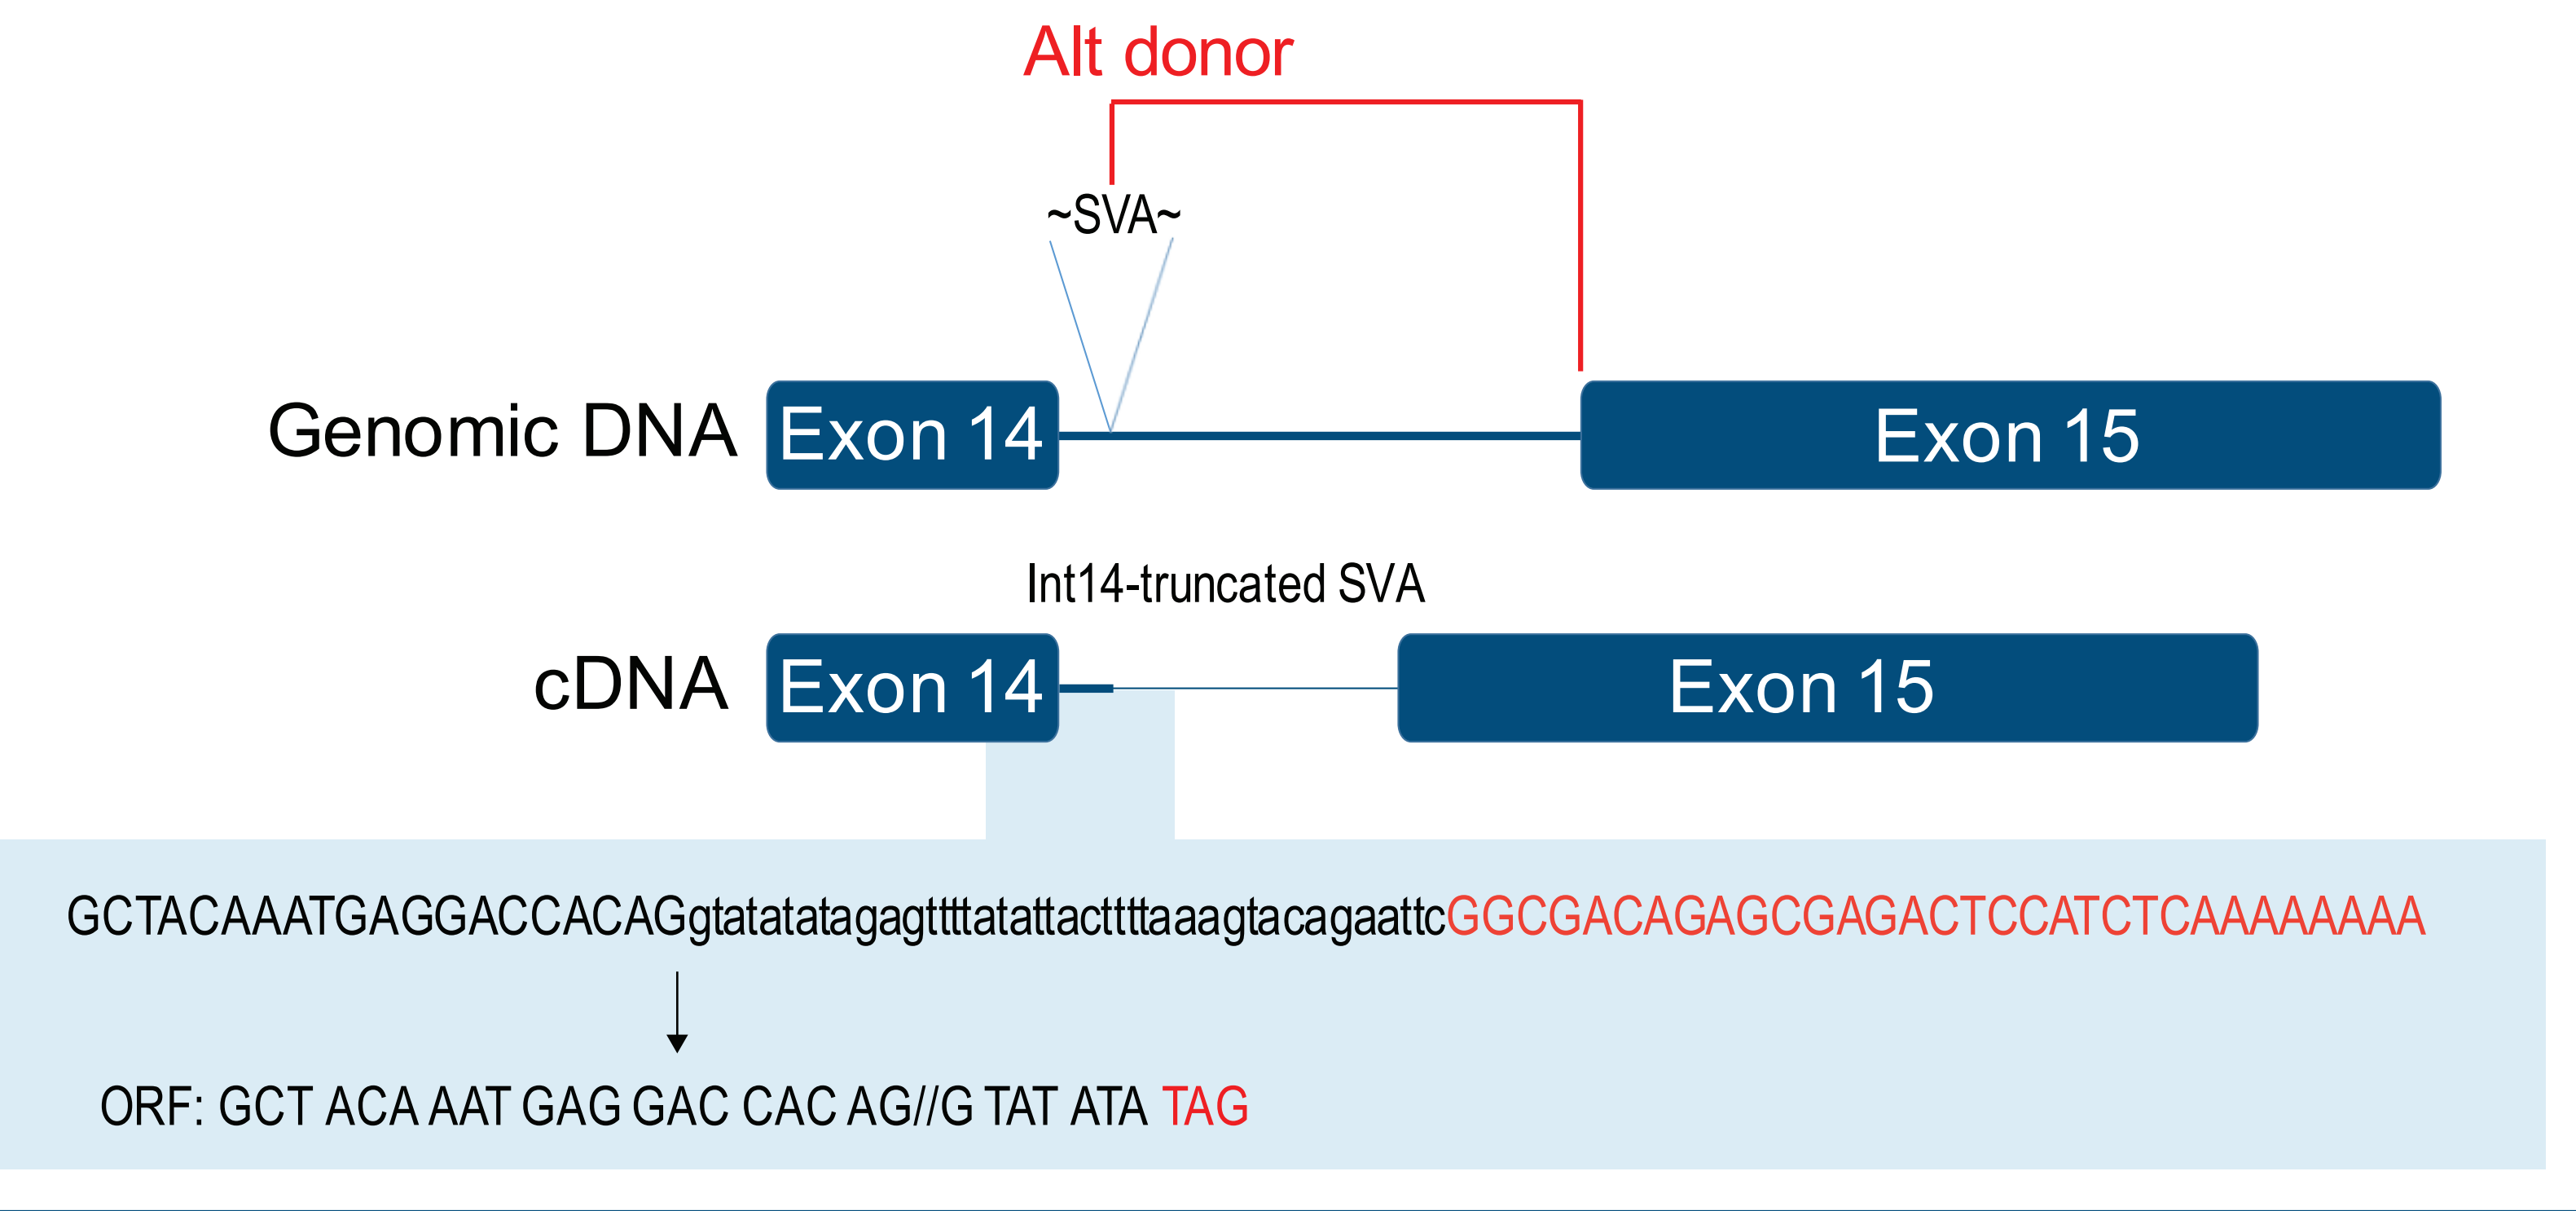 Alt donor
~SVA~
Genomic DNA
Exon 14
Exon 15
Int14-truncated SVA
cDNA
Exon 14
Exon 15
GCTACAAATGAGGACCACAGgtatatatagagttttatattacttttaaagtacagaattcGGCGACAGAGCGAGACTCCATCTCAAAAAAAA
ORF: GCT ACA AAT GAG GAC CAC AG//G TAT ATA TAG